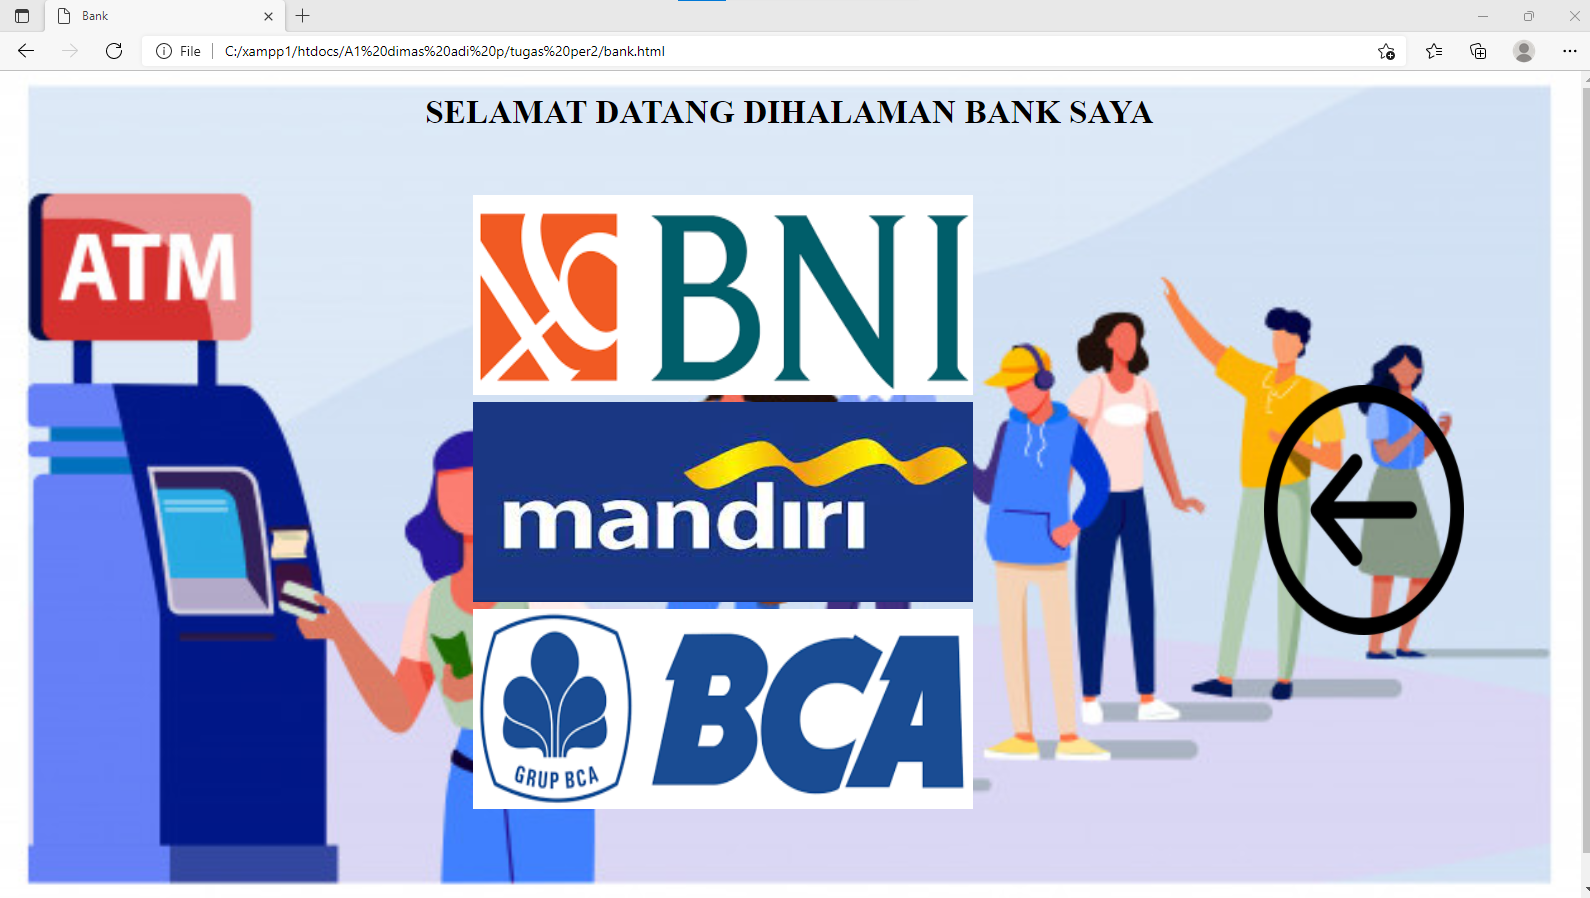 Bank
File
C:/xampp1/htdocs/A1%20dimas%20adi%20p/tugas%20per2/bank.html
SELAMAT DATANG DIHALAMAN BANK SAYA
ATM
BNI
mandırı
GRUP BCA
BCA